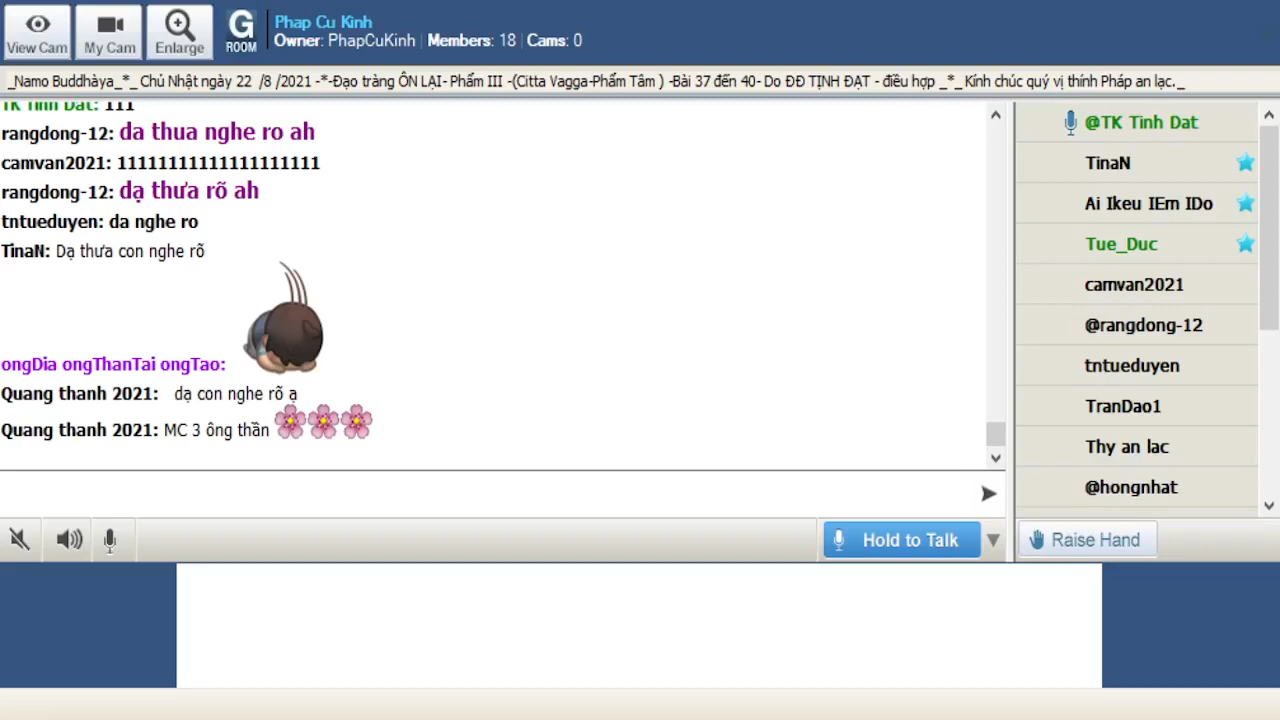 View Cam
My Cam
Enlarge
G
ROOM
Phap Cu Kinh
Owner: PhapCuKinh | Members: 18 | Cams: 0
_Namo Buddhàya_*_ Chủ Nhật ngày 22 /8 /2021 -*-Đạo tràng ÔN LẠI- Phẩm III -(Citta Vagga-Phẩm Tâm ) -Bài 37 đến 40- Do ĐĐ TỊNH ĐẠT - điều hợp _*_ Kính chúc quý vị thính Pháp an lạc._
TK Tinh Dat: 111
rangdong-12: da thua nghe ro ah
camvan2021: 11111111111111111111
rangdong-12: dạ thưa rõ ah
tntueduyen: da nghe ro
TinaN: Dạ thưa con nghe rõ
ongDia ongThanTai ongTao:
Quang thanh 2021: dạ con nghe rõ ạ
Quang thanh 2021: MC 3 ông thần
@TK Tinh Dat
TinaN
Ai Ikeu IEm IDo
Tue_Duc
camvan2021
@rangdong-12
tntueduyen
TranDao1
Thy an lac
@hongnhat
Hold to Talk
Raise Hand